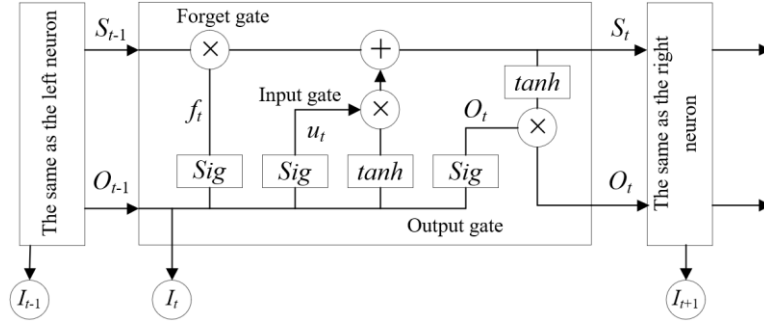 Forget gate
S_{t-1}
S_t
The same as the left neuron
×
+
tanh
The same as the right neuron
Input gate
f_t
u_t
×
O_t
×
Sig
Sig
tanh
Sig
O_{t-1}
O_t
Output gate
I_{t-1}
I_t
I_{t+1}